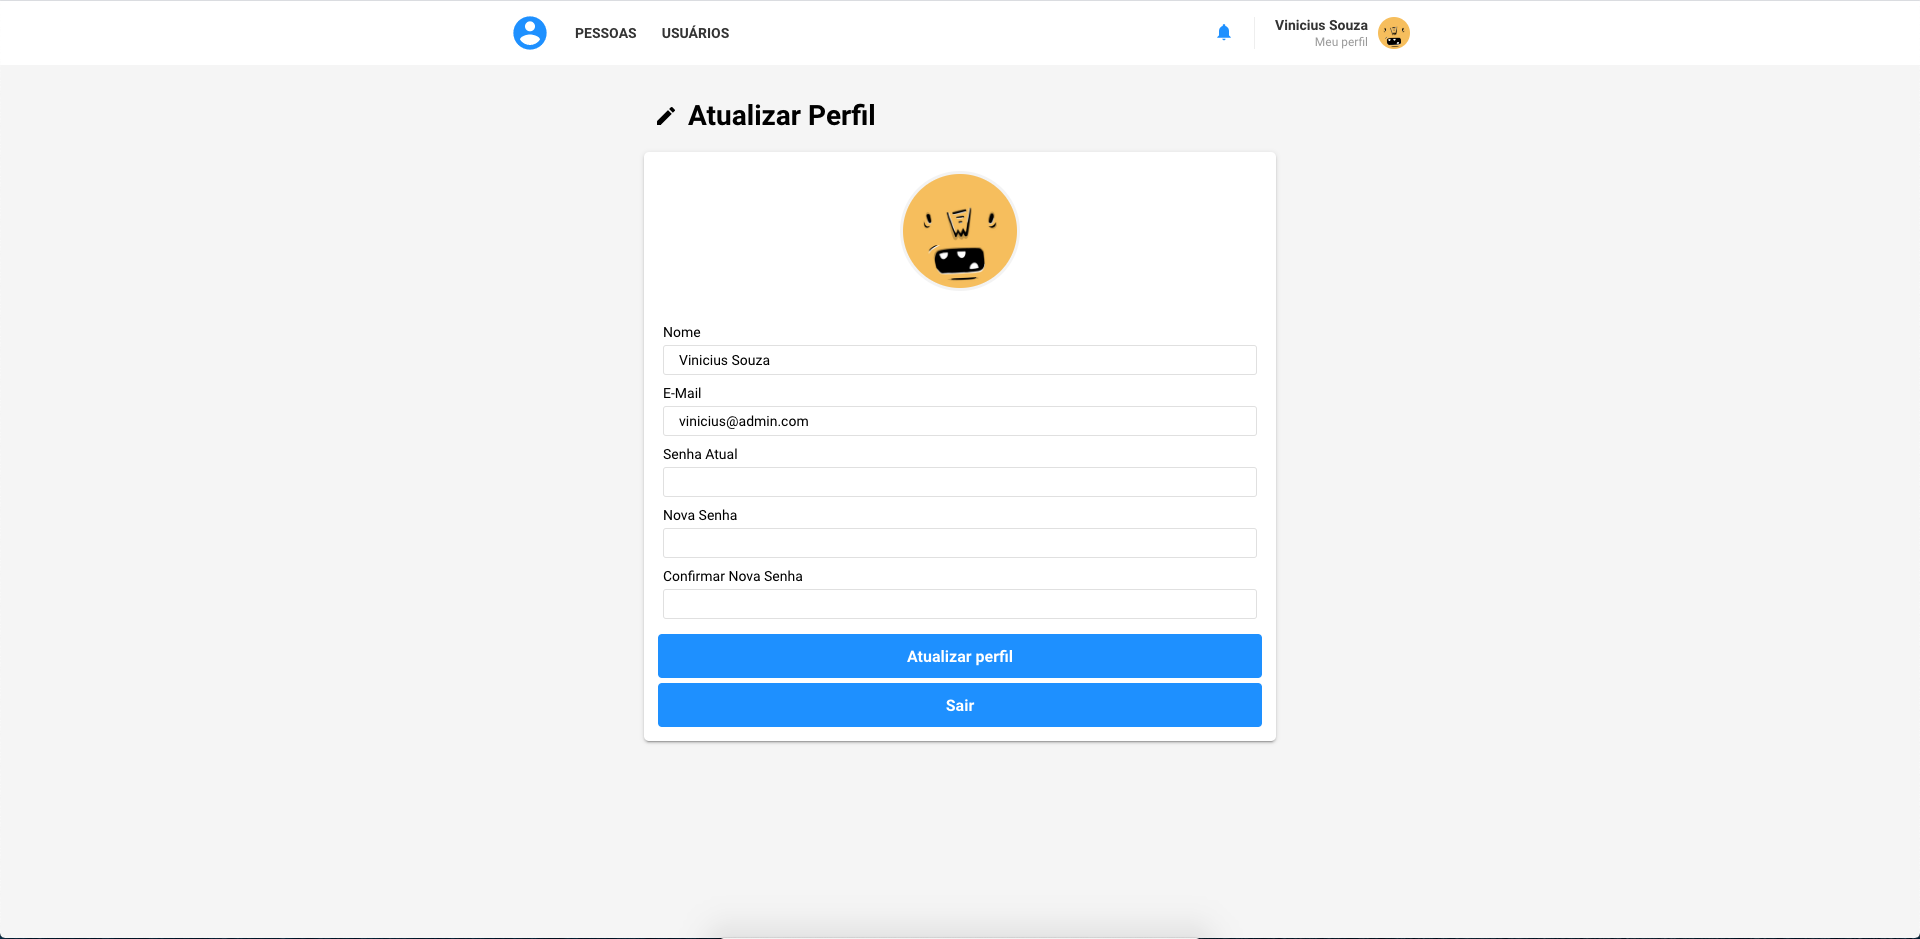 PESSOAS USUÁRIOS
Vinicius Souza
Meu perfil
Atualizar Perfil
Nome
Vinicius Souza
E-Mail
vinicius@admin.com
Senha Atual
Nova Senha
Confirmar Nova Senha
Atualizar perfil
Sair